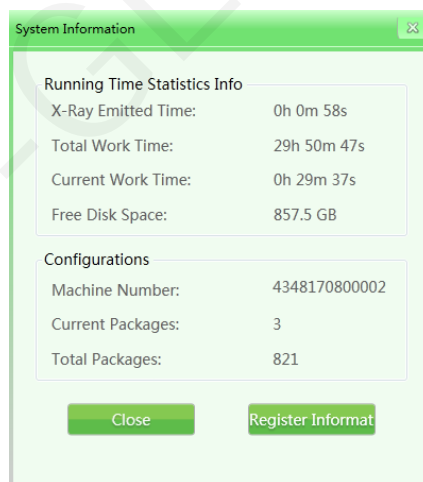 System Information
Running Time Statistics Info
X-Ray Emitted Time: 0h 0m 58s
Total Work Time: 29h 50m 47s
Current Work Time: 0h 29m 37s
Free Disk Space: 857.5 GB
Configurations
Machine Number: 4348170800002
Current Packages: 3
Total Packages: 821
Close Register Informat